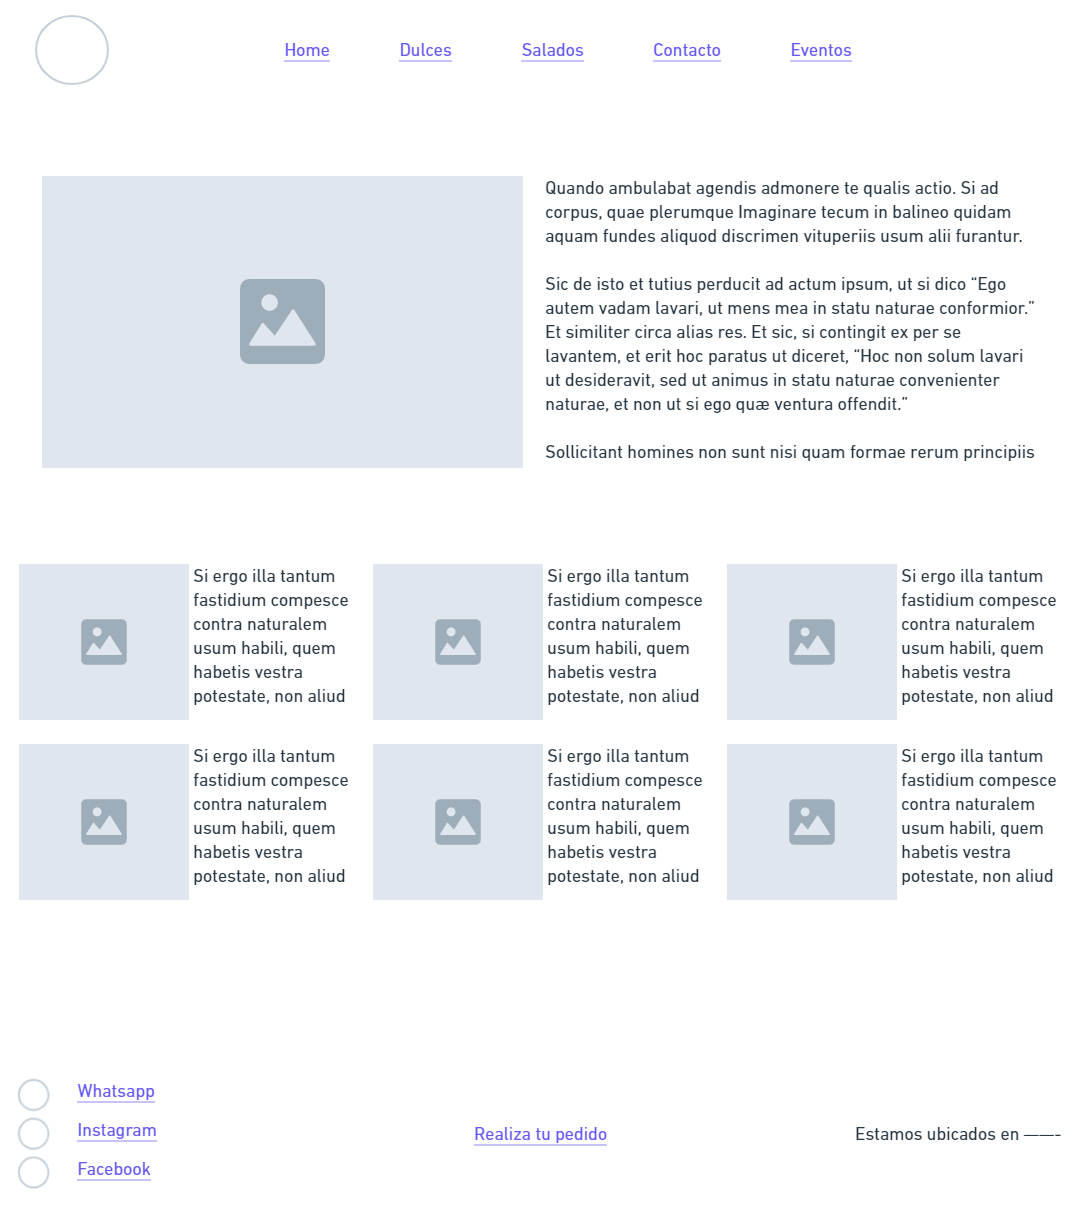 Home Dulces Salados Contacto Eventos
Quando ambulabat agendis admonere te qualis actio. Si ad
corpus, quae plerumque Imaginare tecum in balineo quidam
aquam fundes aliquod discrimen vituperiis usum alii furantur.
Sic de isto et tutius perducit ad actum ipsum, ut si dico “Ego
autem vadam lavari, ut mens mea in statu naturae conformior.”
Et similiter circa alias res. Et sic, si contingit ex per se
lavantem, et erit hoc paratus ut diceret, “Hoc non solum lavari
ut desideravit, sed ut animus in statu naturae convenienter
naturae, et non ut si ego quæ ventura offendit.”
Sollicitant homines non sunt nisi quam formae rerum principiis
Si ergo illa tantum
fastidium compesce
contra naturalem
usum habili, quem
habetis vestra
potestate, non aliud
Si ergo illa tantum
fastidium compesce
contra naturalem
usum habili, quem
habetis vestra
potestate, non aliud
Si ergo illa tantum
fastidium compesce
contra naturalem
usum habili, quem
habetis vestra
potestate, non aliud
Si ergo illa tantum
fastidium compesce
contra naturalem
usum habili, quem
habetis vestra
potestate, non aliud
Si ergo illa tantum
fastidium compesce
contra naturalem
usum habili, quem
habetis vestra
potestate, non aliud
Si ergo illa tantum
fastidium compesce
contra naturalem
usum habili, quem
habetis vestra
potestate, non aliud
Whatsapp
Instagram
Facebook
Realiza tu pedido
Estamos ubicados en ——-